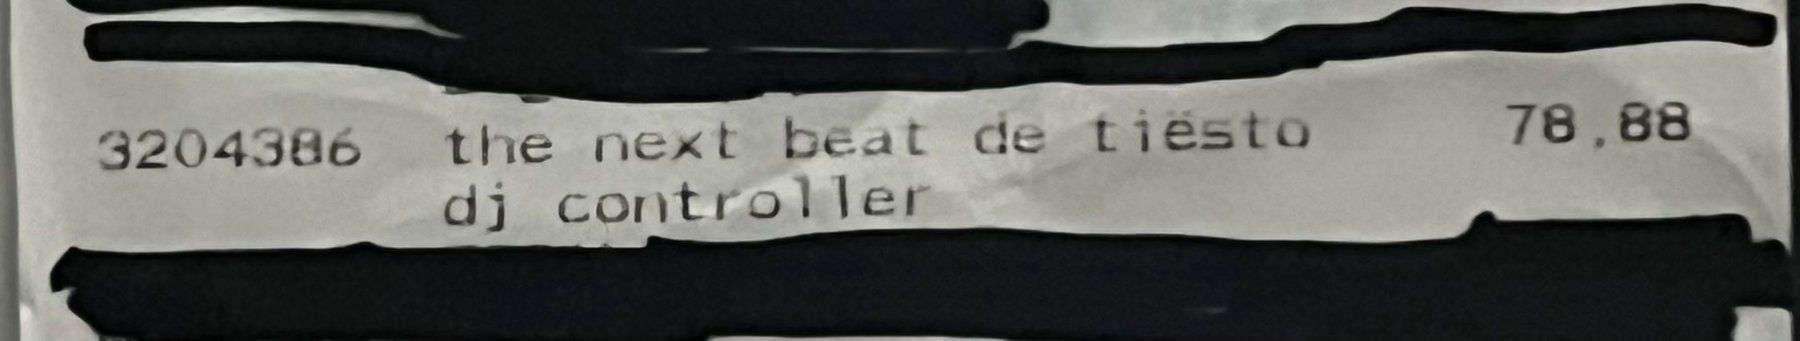 3204386 the next beat de tiësto 78,88
dj controller